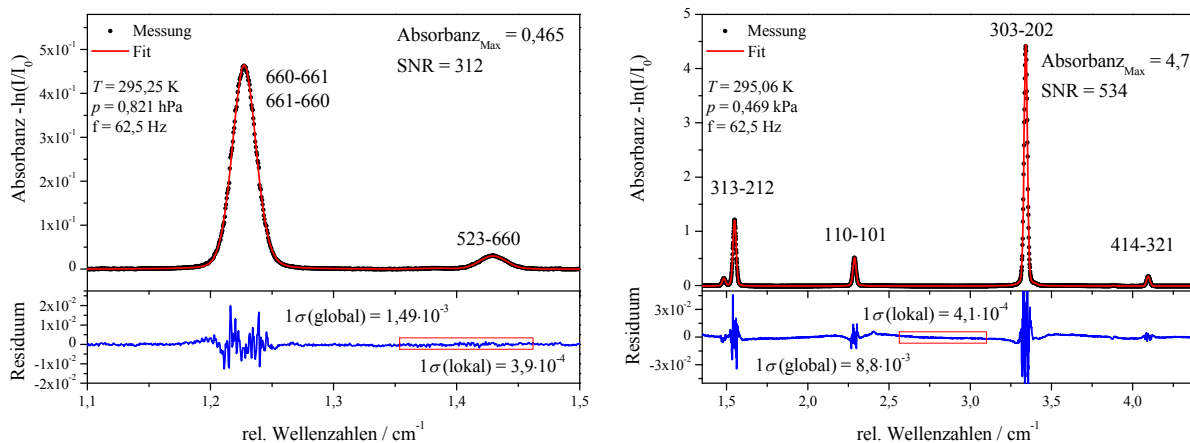 Absorbanz -ln(I/I₀)
5x10⁻¹
4x10⁻¹
3x10⁻¹
2x10⁻¹
1x10⁻¹
0
Messung
Fit
T = 295,25 K
p = 0,821 hPa
f = 62,5 Hz
660-661
661-660
Absorbanz_Max = 0,465
SNR = 312
523-660
Residuum
2x10⁻²
1x10⁻²
0
-1x10⁻²
-2x10⁻²
1σ(global) = 1,49·10⁻³
1σ(lokal) = 3,9·10⁻⁴
1,1 1,2 1,3 1,4 1,5
rel. Wellenzahlen / cm⁻¹
Absorbanz -ln(I/I₀)
5
4
3
2
1
0
Messung
Fit
T = 295,06 K
p = 0,469 kPa
f = 62,5 Hz
303-202
Absorbanz_Max = 4,7
SNR = 534
313-212
110-101
414-321
Residuum
3x10⁻²
0
-3x10⁻²
1σ(lokal) = 4,1·10⁻⁴
1σ(global) = 8,8·10⁻³
1,5 2,0 2,5 3,0 3,5 4,0
rel. Wellenzahlen / cm⁻¹